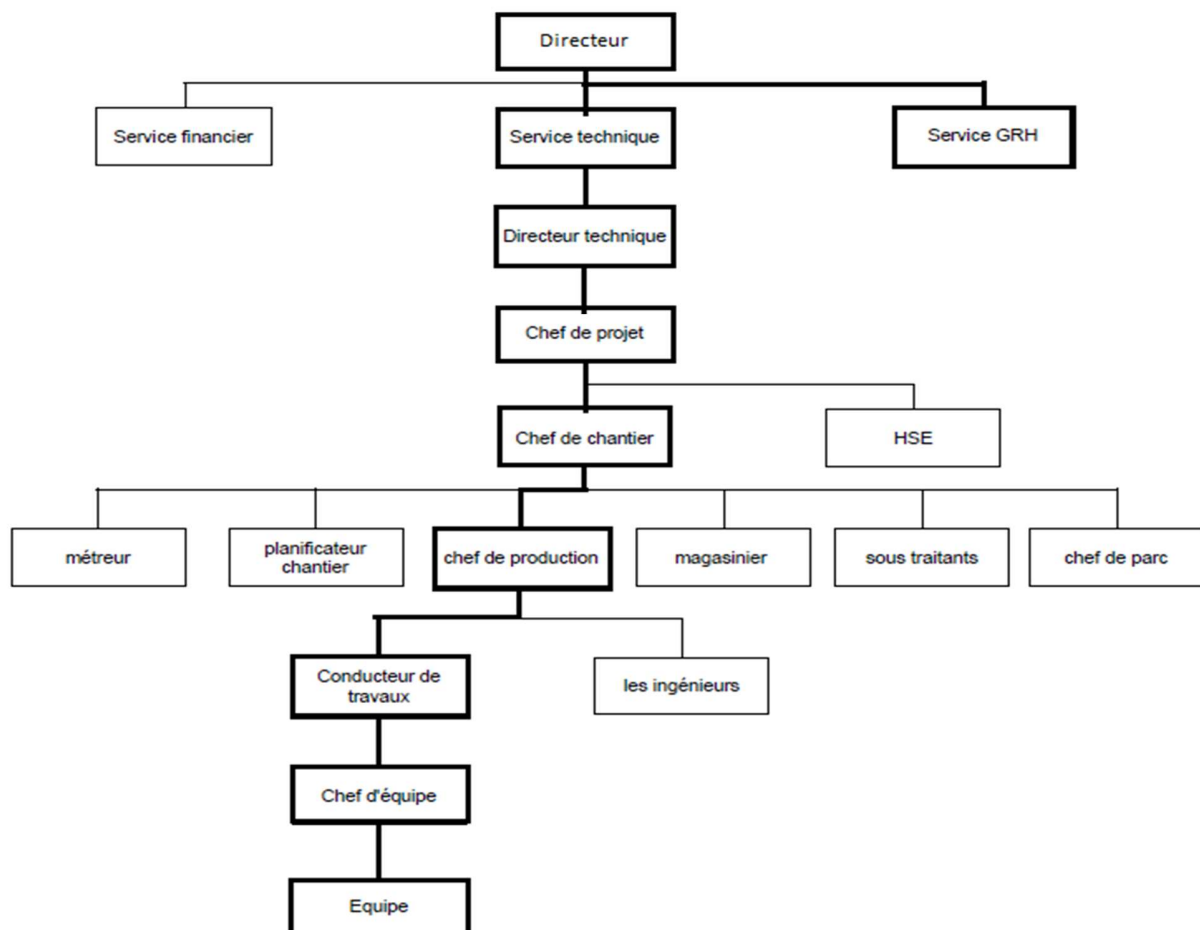 Directeur
Service financier
Service technique
Service GRH
Directeur technique
Chef de projet
Chef de chantier
HSE
métreur
planificateur
chantier
chef de production
magasinier
sous traitants
chef de parc
Conducteur de
travaux
les ingénieurs
Chef d'équipe
Equipe